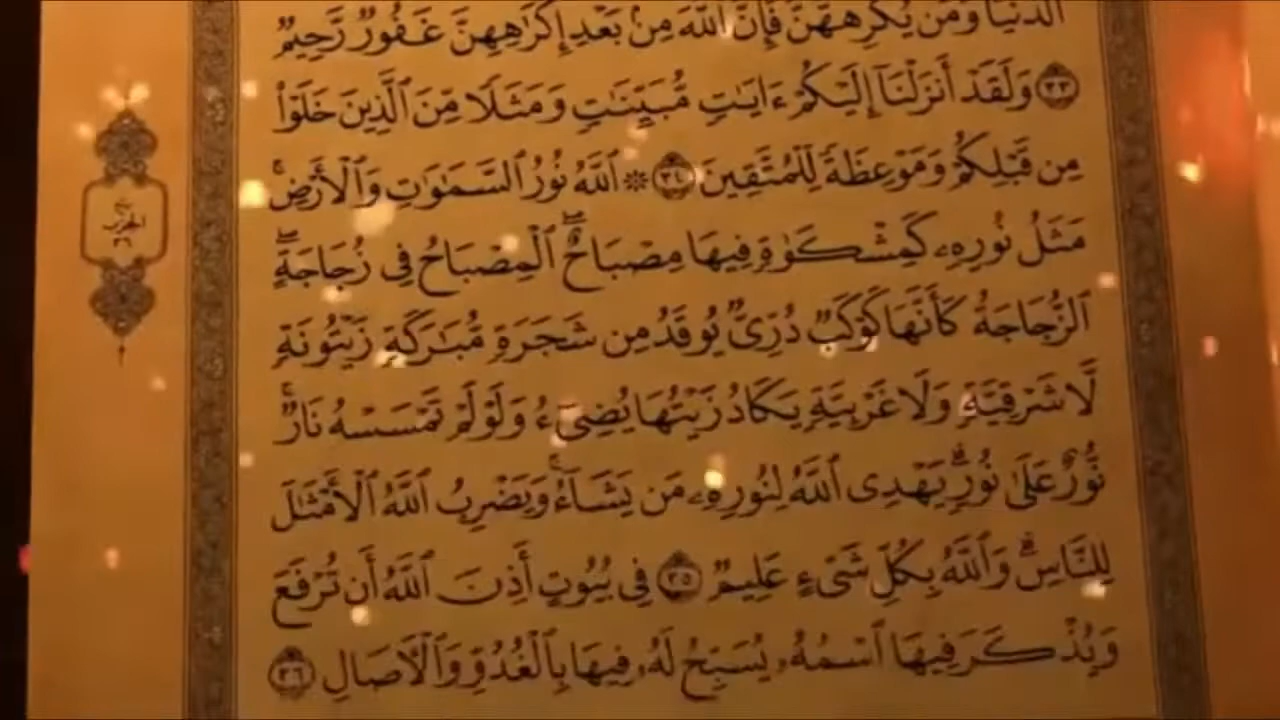 ٱلدُّنْيَا وَمَن يُكْرِههُّنَّ فَإِنَّ ٱللَّهَ مِنۢ بَعْدِ إِكْرَٰهِهِنَّ غَفُورٌ رَّحِيمٌ
٣٣ وَلَقَدْ أَنزَلْنَآ إِلَيْكُمْ ءَايَٰتٍ مُّبَيِّنَٰتٍ وَمَثَلًا مِّنَ ٱلَّذِينَ خَلَوْا۟
مِن قَبْلِكُمْ وَمَوْعِظَةً لِّلْمُتَّقِينَ ٣٤ ۞ ٱللَّهُ نُورُ ٱلسَّمَٰوَٰتِ وَٱلْأَرْضِ ۚ
مَثَلُ نُورِهِۦ كَمِشْكَوٰةٍ فِيهَا مِصْبَاحٌ ۖ ٱلْمِصْبَاحُ فِى زُجَاجَةٍ ۖ
ٱلزُّجَاجَةُ كَأَنَّهَا كَوْكَبٌ دُرِّىٌّ يُوقَدُ مِن شَجَرَةٍ مُّبَٰرَكَةٍ زَيْتُونَةٍ
لَّا شَرْقِيَّةٍ وَلَا غَرْبِيَّةٍ يَكَادُ زَيْتُهَا يُضِىٓءُ وَلَوْ لَمْ تَمْسَسْهُ نَارٌ ۚ
نُّورٌ عَلَىٰ نُورٍ ۗ يَهْدِى ٱللَّهُ لِنُورِهِۦ مَن يَشَآءُ ۚ وَيَضْرِبُ ٱللَّهُ ٱلْأَمْثَٰلَ
لِلنَّاسِ ۗ وَٱللَّهُ بِكُلِّ شَىْءٍ عَلِيمٌ ٣٥ فِى بُيُوتٍ أَذِنَ ٱللَّهُ أَن تُرْفَعَ
وَيُذْكَرَ فِيهَا ٱسْمُهُۥ يُسَبِّحُ لَهُۥ فِيهَا بِٱلْغُدُوِّ وَٱلْءَاصَالِ ٣٦
الحزب
٣٦